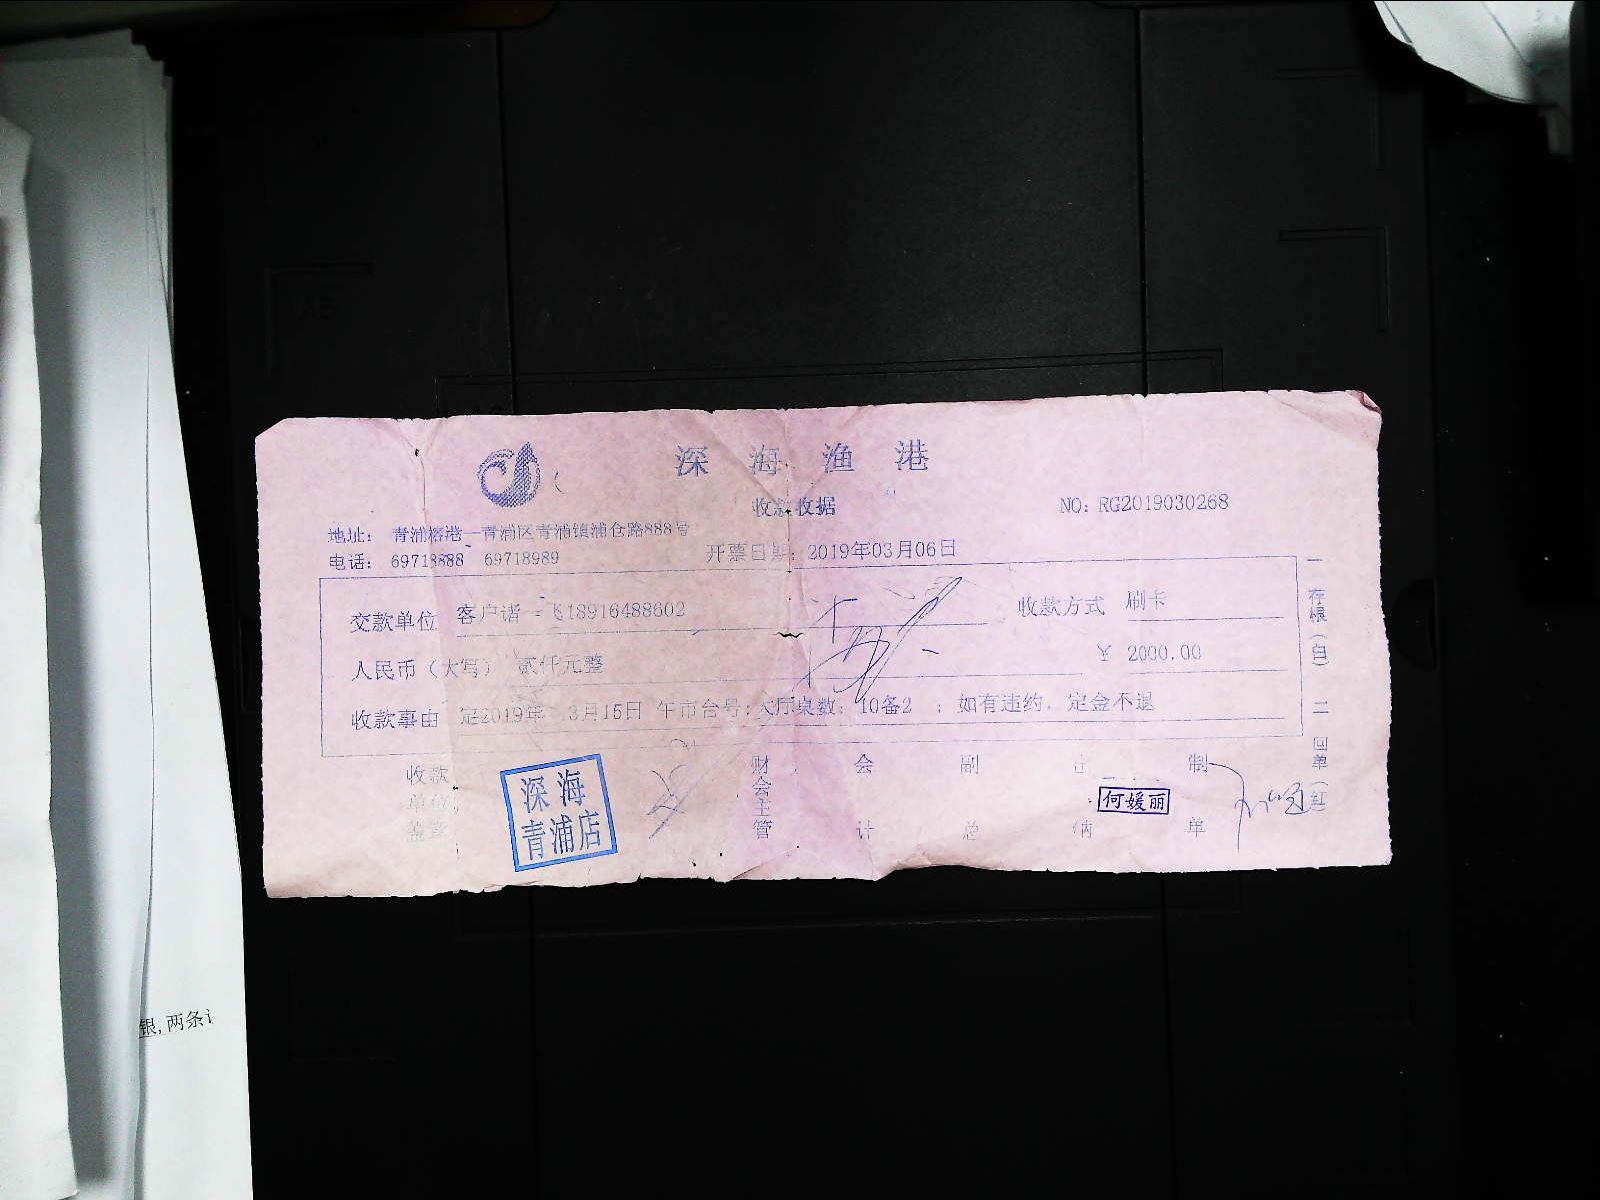 深海渔港
收款收据
NO: RG2019030268
地址： 青浦榕港--青浦区青浦镇浦仓路888号
电话： 69718888 69718989
开票日期：2019年03月06日
交款单位 客户谐 18916488602
收款方式 刷卡
人民币（大写） 贰仟元整
￥ 2000.00
收款事由 定2019年 3月15日 午市台号:大厅桌数: 10备2 ；如有违约，定金不退
一 存根（白） 二 回单（红）
收款单位盖章
深海
青浦店
财会主管
会计
副总
出纳
何媛丽
制单
银,两条